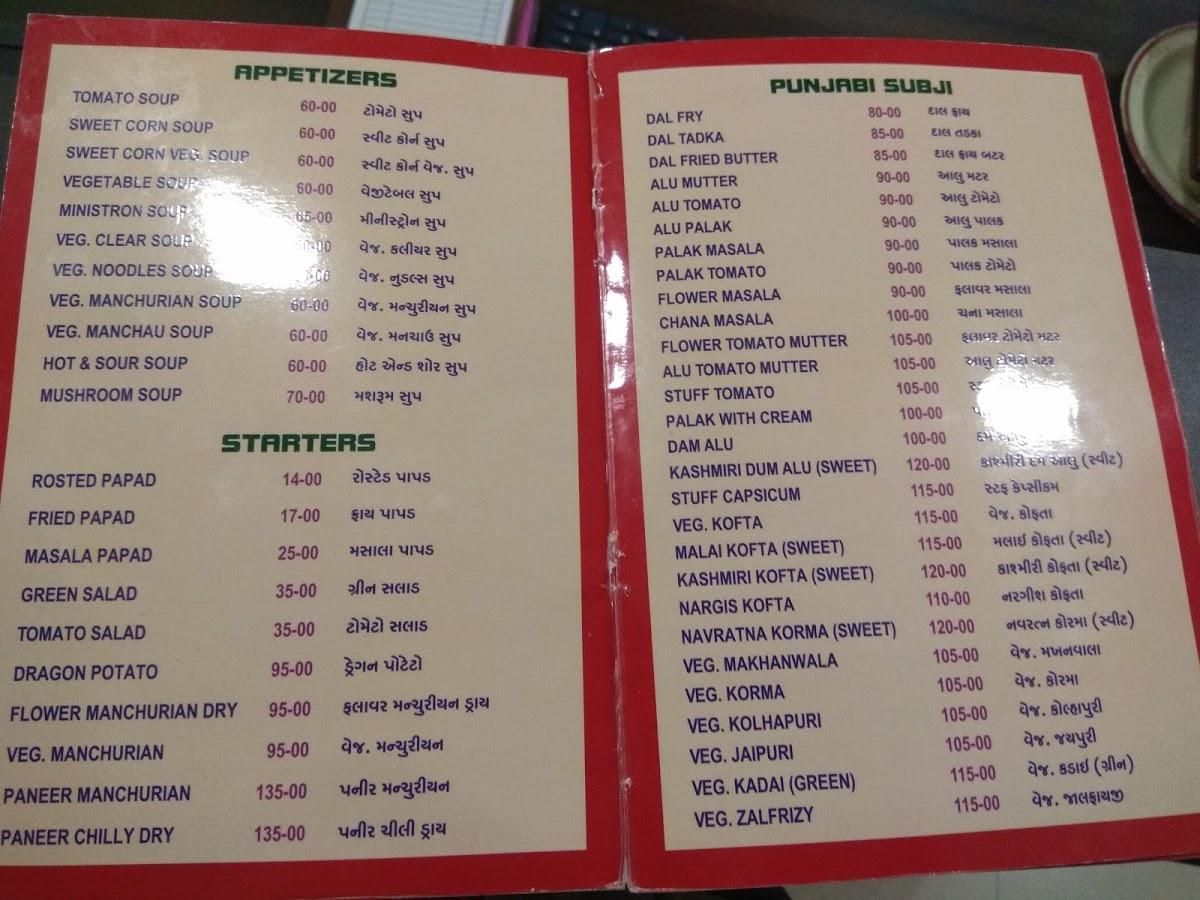 APPETIZERS
TOMATO SOUP 60-00 ટોમેટો સુપ
SWEET CORN SOUP 60-00 સ્વીટ કોર્ન સુપ
SWEET CORN VEG. SOUP 60-00 સ્વીટ કોર્ન વેજ. સુપ
VEGETABLE SOUP 60-00 વેજીટેબલ સુપ
MINISTRON SOUP મીનીસ્ટ્રોન સુપ
VEG. CLEAR SOUP વેજ. કલીયર સુપ
VEG. NOODLES SOUP વેજ. નુડલ્સ સુપ
VEG. MANCHURIAN SOUP 60-00 વેજ. મન્ચુરીયન સુપ
VEG. MANCHAU SOUP 60-00 વેજ. મનચાઉ સુપ
HOT & SOUR SOUP 60-00 હોટ એન્ડ શોર સુપ
MUSHROOM SOUP 70-00 મશરૂમ સુપ
STARTERS
ROSTED PAPAD 14-00 રોસ્ટેડ પાપડ
FRIED PAPAD 17-00 ફ્રાય પાપડ
MASALA PAPAD 25-00 મસાલા પાપડ
GREEN SALAD 35-00 ગ્રીન સલાડ
TOMATO SALAD 35-00 ટોમેટો સલાડ
DRAGON POTATO 95-00 ડ્રેગન પોટેટો
FLOWER MANCHURIAN DRY 95-00 ફલાવર મન્ચુરીયન ડ્રાય
VEG. MANCHURIAN 95-00 વેજ. મન્ચુરીયન
PANEER MANCHURIAN 135-00 પનીર મન્ચુરીયન
PANEER CHILLY DRY 135-00 પનીર ચીલી ડ્રાય
PUNJABI SUBJI
DAL FRY 80-00 દાલ ફ્રાય
DAL TADKA 85-00 દાલ તડકા
DAL FRIED BUTTER 85-00 દાલ ફ્રાય બટર
ALU MUTTER 90-00 આલુ મટર
ALU TOMATO 90-00 આલુ ટોમેટો
ALU PALAK 90-00 આલુ પાલક
PALAK MASALA 90-00 પાલક મસાલા
PALAK TOMATO 90-00 પાલક ટોમેટો
FLOWER MASALA 90-00 ફલાવર મસાલા
CHANA MASALA 100-00 ચના મસાલા
FLOWER TOMATO MUTTER 105-00 ફલાવર ટોમેટો મટર
ALU TOMATO MUTTER 105-00 આલુ ટોમેટો મટર
STUFF TOMATO 105-00
PALAK WITH CREAM 100-00
DAM ALU 100-00 દમ આલુ
KASHMIRI DUM ALU (SWEET) 120-00 કાશ્મીરી દમ આલુ (સ્વીટ)
STUFF CAPSICUM 115-00 સ્ટફ કેપ્સીકમ
VEG. KOFTA 115-00 વેજ. કોફતા
MALAI KOFTA (SWEET) 115-00 મલાઇ કોફતા (સ્વીટ)
KASHMIRI KOFTA (SWEET) 120-00 કાશ્મીરી કોફતા (સ્વીટ)
NARGIS KOFTA 110-00 નરગીશ કોફતા
NAVRATNA KORMA (SWEET) 120-00 નવરત્ન કોરમા (સ્વીટ)
VEG. MAKHANWALA 105-00 વેજ. મખનવાલા
VEG. KORMA 105-00 વેજ. કોરમા
VEG. KOLHAPURI 105-00 વેજ. કોલ્હાપુરી
VEG. JAIPURI 105-00 વેજ. જયપુરી
VEG. KADAI (GREEN) 115-00 વેજ. કડાઇ (ગ્રીન)
VEG. ZALFRIZY 115-00 વેજ. જાલફ્રાયજી